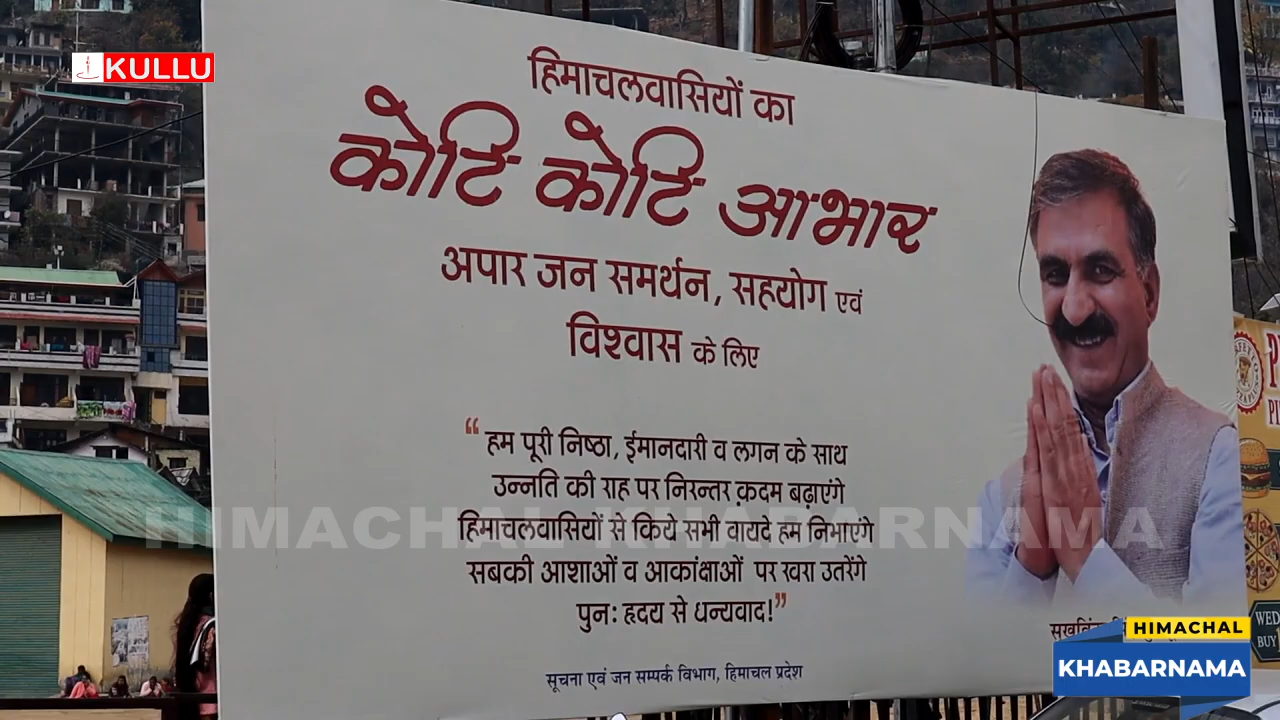 KULLU
हिमाचलवासियों का
कोटि कोटि आभार
अपार जन समर्थन, सहयोग एवं
विश्वास के लिए
“हम पूरी निष्ठा, ईमानदारी व लगन के साथ
उन्नति की राह पर निरन्तर क़दम बढ़ाएंगे
हिमाचलवासियों से किये सभी वायदे हम निभाएंगे
सबकी आशाओं व आकांक्षाओं पर खरा उतरेंगे
पुनः हृदय से धन्यवाद!”
सूचना एवं जन सम्पर्क विभाग, हिमाचल प्रदेश
HIMACHAL KHABARNAMA
HIMACHAL
KHABARNAMA
WED
BUY